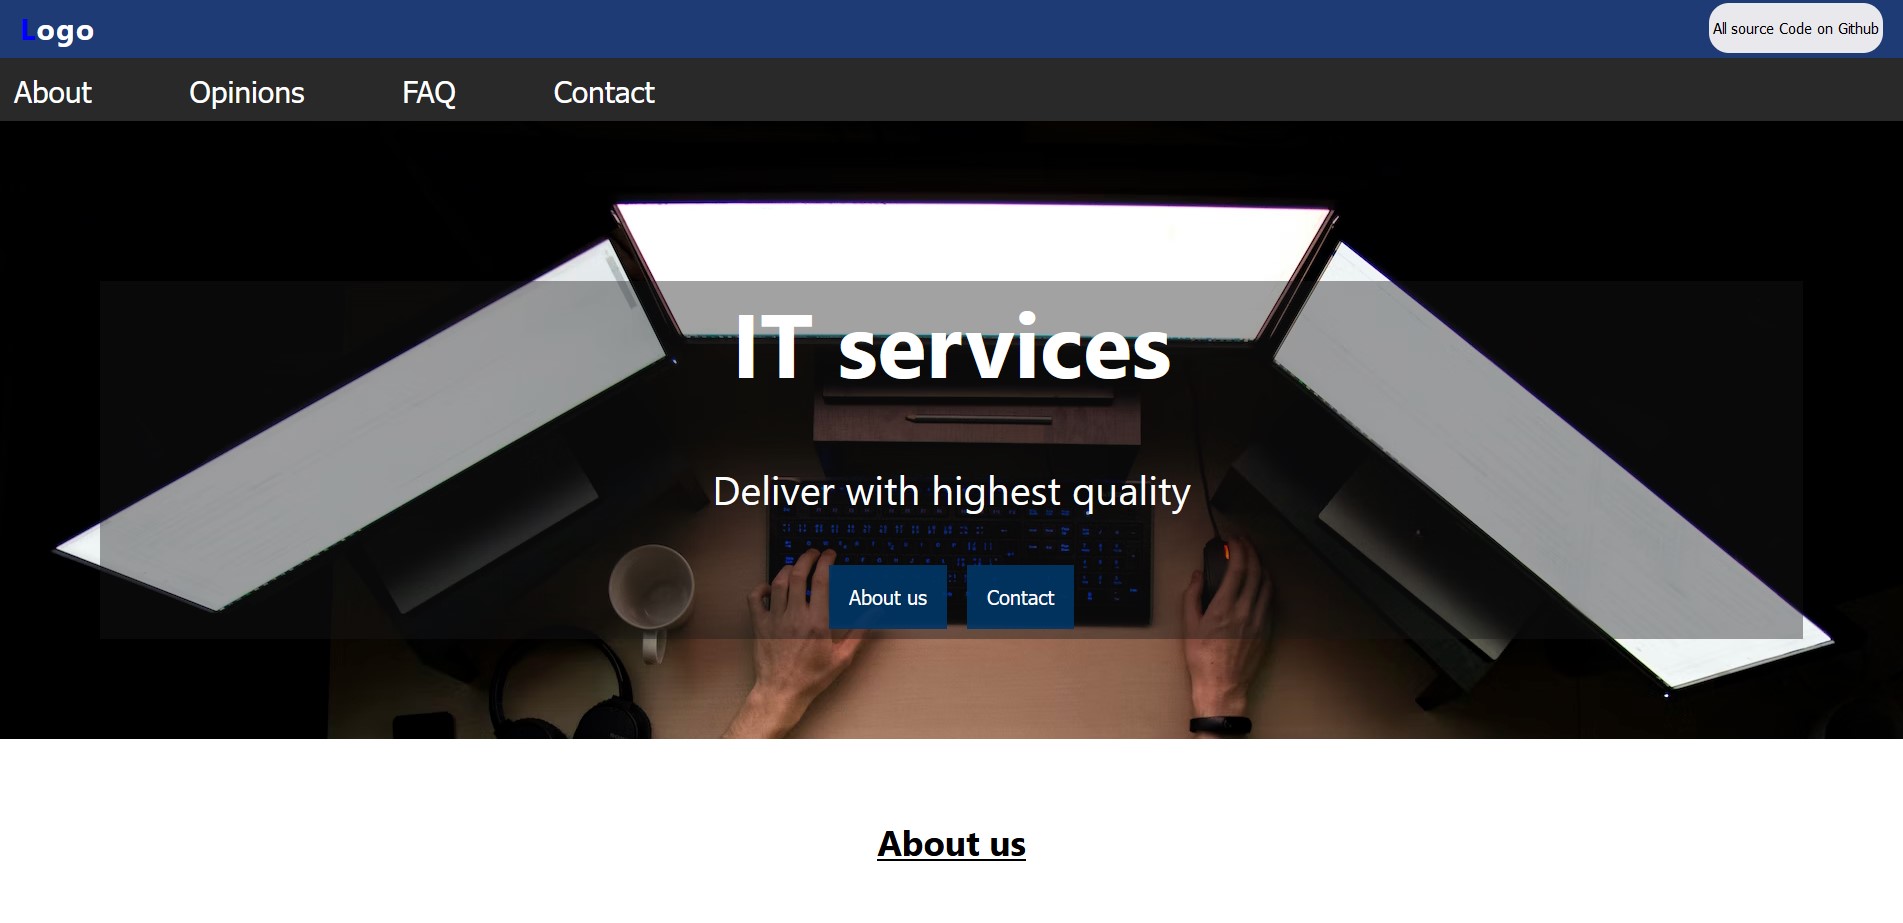 Logo
All source Code on Github
About Opinions FAQ Contact
IT services
Deliver with highest quality
About us Contact
About us